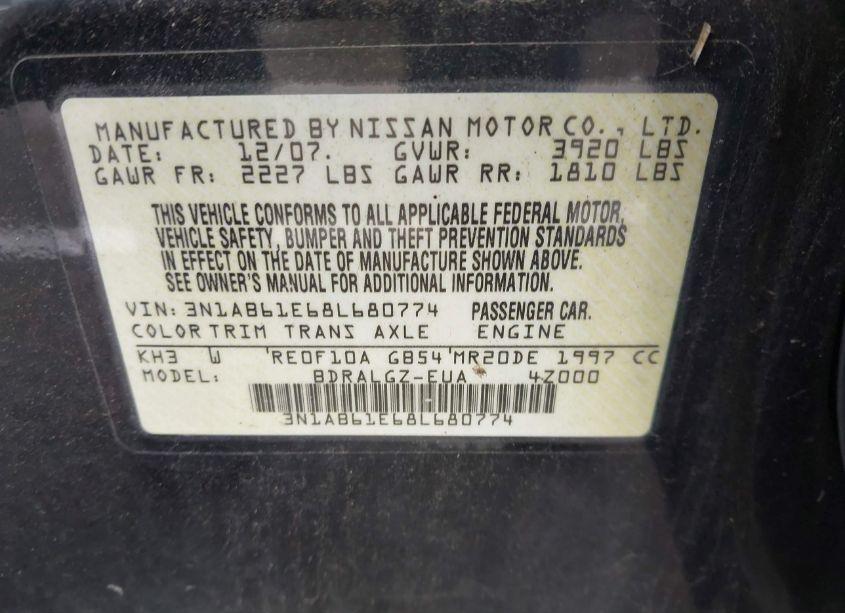 MANUFACTURED BY NISSAN MOTOR CO., LTD.
DATE: 12/07. GVWR: 3920 LBS
GAWR FR: 2227 LBS GAWR RR: 1810 LBS
THIS VEHICLE CONFORMS TO ALL APPLICABLE FEDERAL MOTOR,
VEHICLE SAFETY, BUMPER AND THEFT PREVENTION STANDARDS
IN EFFECT ON THE DATE OF MANUFACTURE SHOWN ABOVE.
SEE OWNER'S MANUAL FOR ADDITIONAL INFORMATION.
VIN: 3N1AB61E68L680774 PASSENGER CAR.
COLOR TRIM TRANS AXLE ENGINE
KH3 W RE0F10A G854 MR20DE 1997 CC
MODEL: BDRALGZ-EUA 4Z000
3N1AB61E68L680774